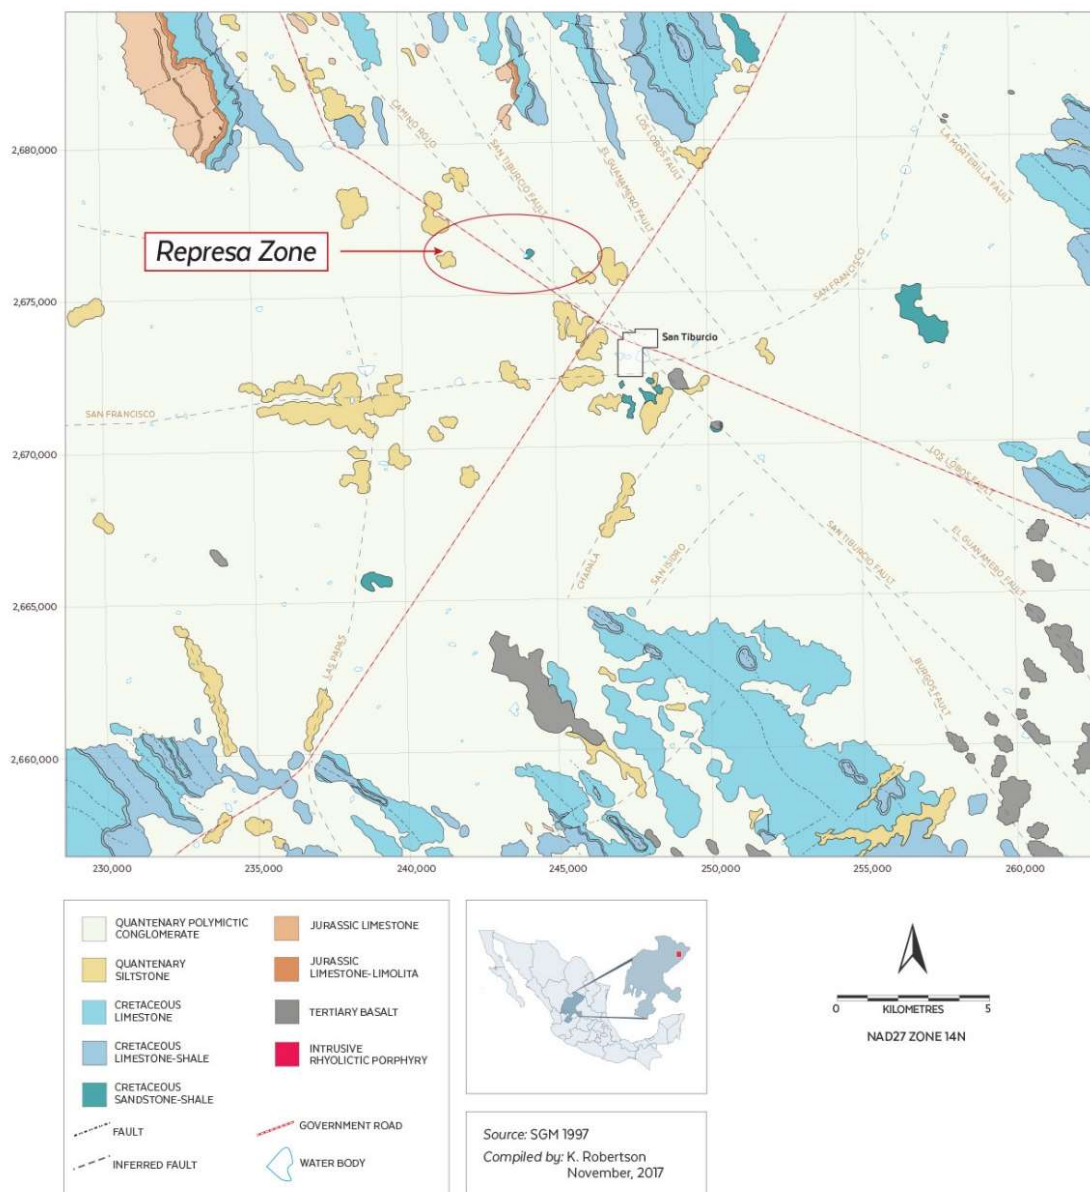 CAMINO ROJO
SAN TIBURCIO FAULT
EL GUANAMERO FAULT
LOS LOBOS FAULT
LA MORTERILLA FAULT
2,680,000
Represa Zone
SAN FRANCISCO
2,675,000
San Tiburcio
SAN FRANCISCO
2,670,000
LOS LOBOS FAULT
CHAPALA
SAN ISIDRO
SAN TIBURCIO FAULT
EL GUANAMERO FAULT
2,665,000
LAS PAPAS
BURGOS FAULT
2,660,000
230,000 235,000 240,000 245,000 250,000 255,000 260,000
QUANTENARY POLYMICTIC
CONGLOMERATE
QUANTENARY
SILTSTONE
CRETACEOUS
LIMESTONE
CRETACEOUS
LIMESTONE-SHALE
CRETACEOUS
SANDSTONE-SHALE
FAULT
INFERRED FAULT
JURASSIC LIMESTONE
JURASSIC
LIMESTONE-LIMOLITA
TERTIARY BASALT
INTRUSIVE
RHYOLICTIC PORPHYRY
GOVERNMENT ROAD
WATER BODY
Source: SGM 1997
Compiled by: K. Robertson
November, 2017
0 5
KILOMETRES
NAD27 ZONE 14N